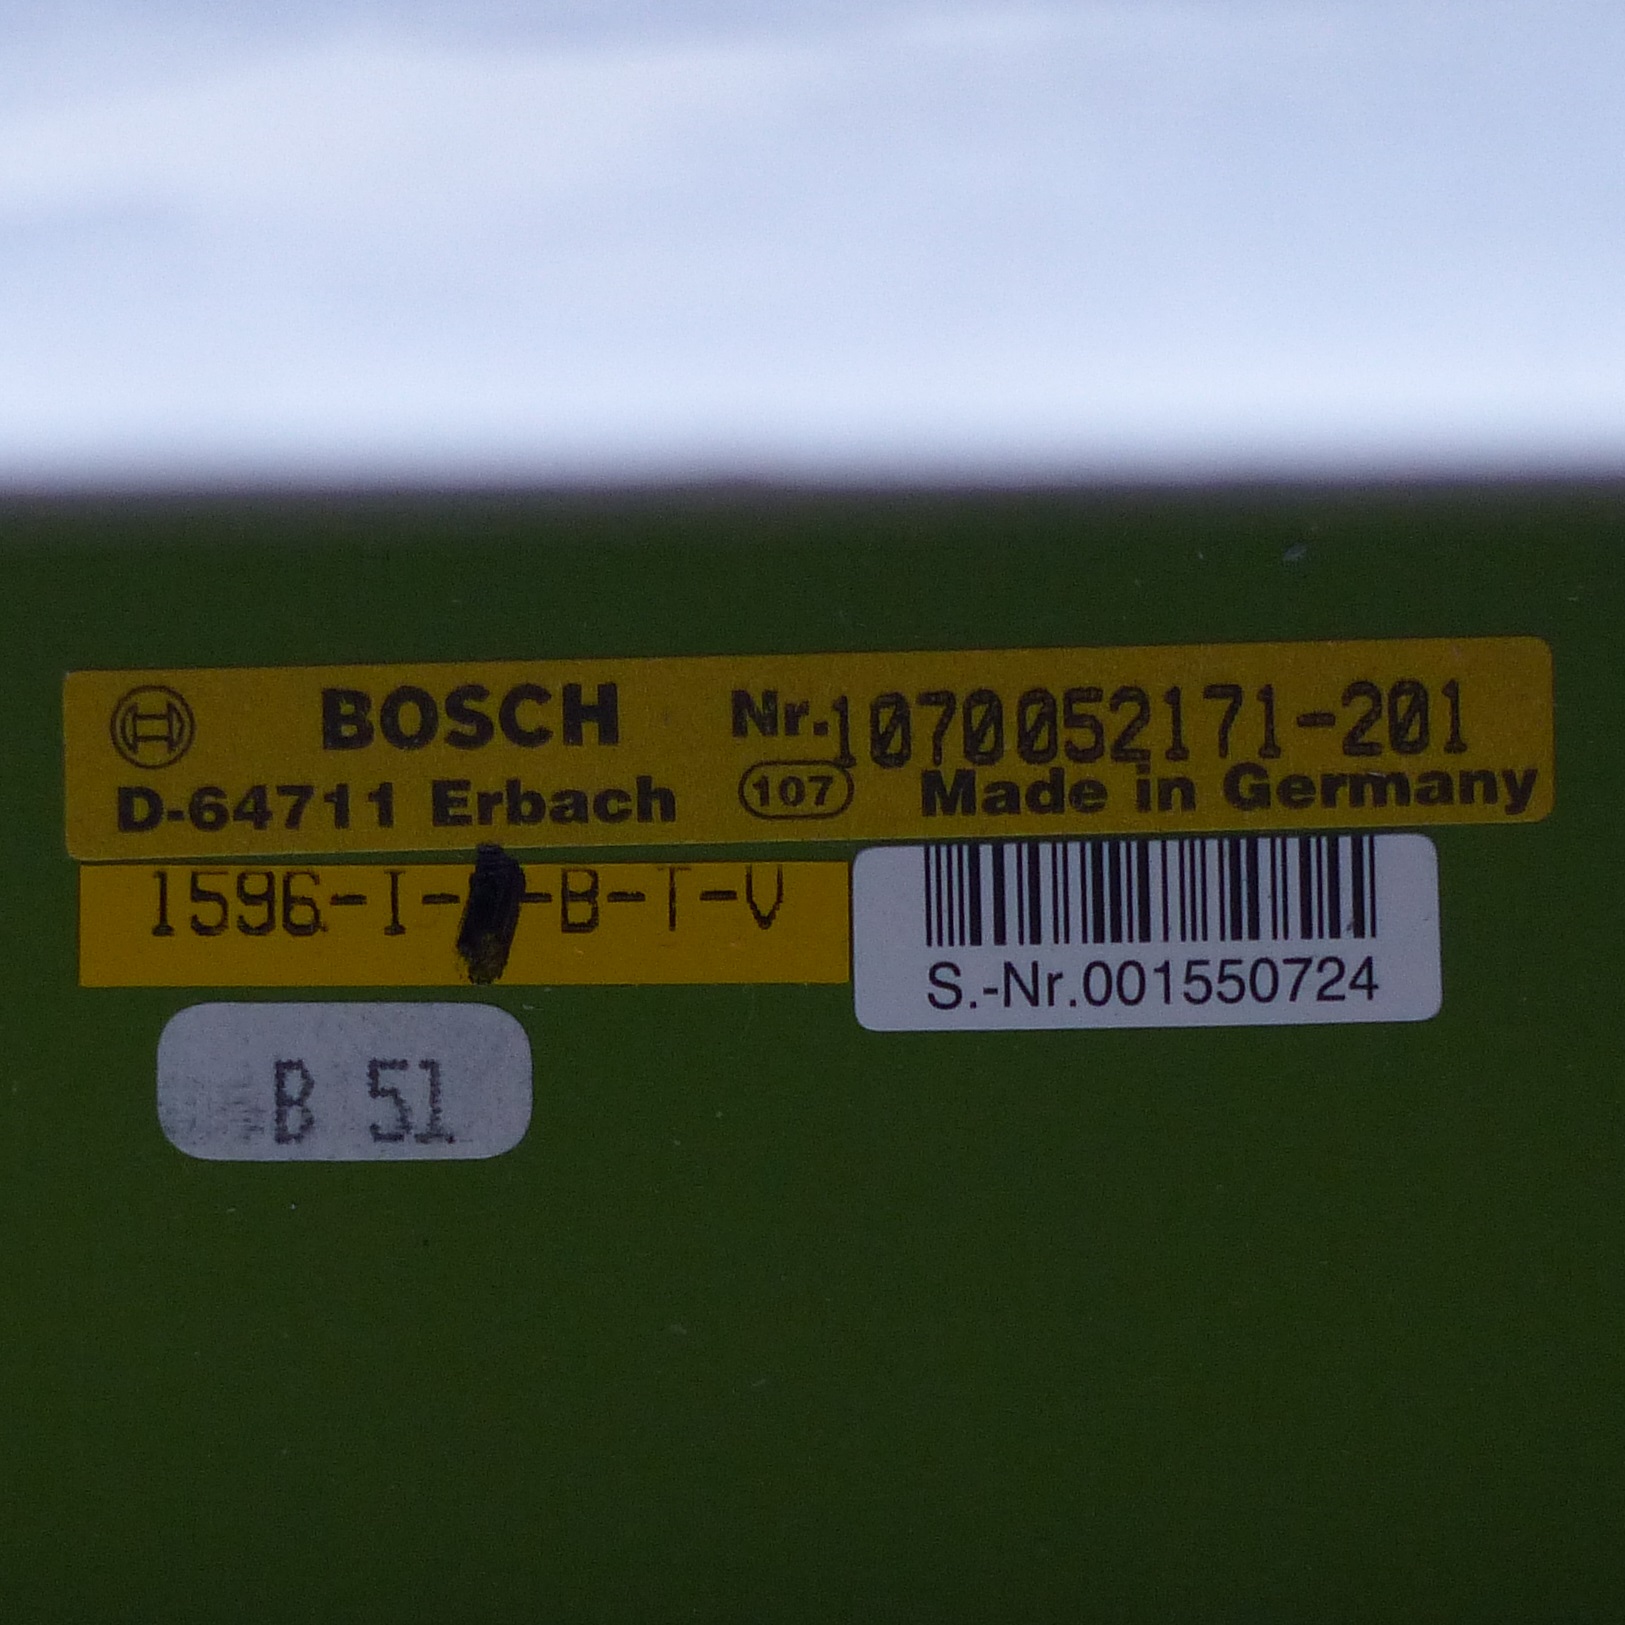 BOSCH Nr.1070052171-201
D-64711 Erbach 107 Made in Germany
1596-I- -B-T-V
S.-Nr.001550724
B 51